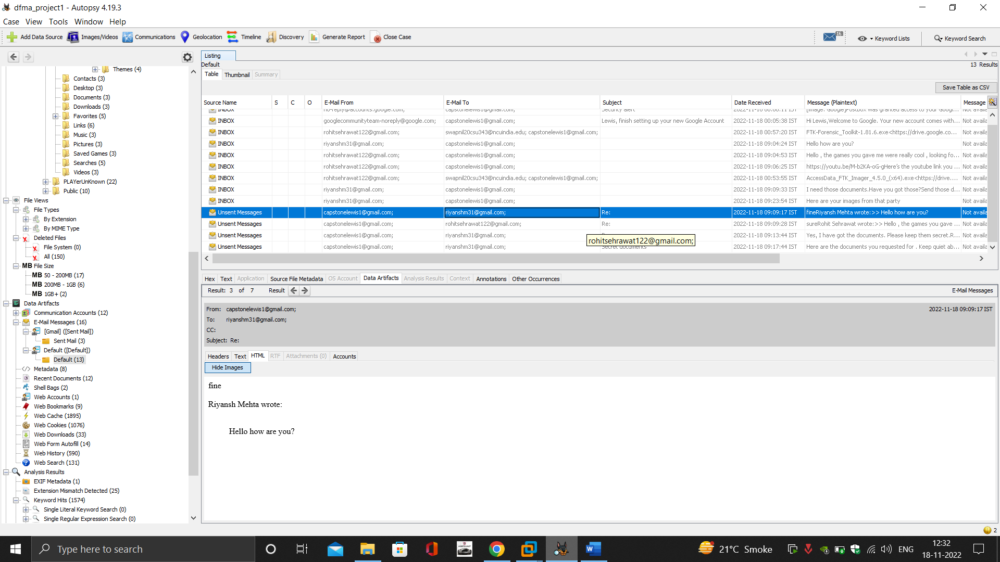 dfma_project1 - Autopsy 4.19.3
Case View Tools Window Help
Add Data Source Images/Videos Communications Geolocation Timeline Discovery Generate Report Close Case 16 Keyword Lists Keyword Search
Themes (4)
Contacts (3)
Desktop (3)
Documents (3)
Downloads (3)
Favorites (5)
Links (6)
Music (3)
Pictures (3)
Saved Games (3)
Searches (5)
Videos (3)
PLAYerUnKnown (22)
Public (10)
File Views
File Types
By Extension
By MIME Type
Deleted Files
File System (0)
All (150)
MB File Size
MB 50 - 200MB (17)
MB 200MB - 1GB (6)
MB 1GB+ (2)
Data Artifacts
Communication Accounts (12)
E-Mail Messages (16)
[Gmail] ([Sent Mail])
Sent Mail (3)
Default ([Default])
Default (13)
Metadata (8)
Recent Documents (12)
Shell Bags (2)
Web Accounts (1)
Web Bookmarks (9)
Web Cache (1895)
Web Cookies (1076)
Web Downloads (33)
Web Form Autofill (14)
Web History (590)
Web Search (131)
Analysis Results
EXIF Metadata (1)
Extension Mismatch Detected (25)
Keyword Hits (1574)
Single Literal Keyword Search (0)
Single Regular Expression Search (0)
Listing
Default 13 Results
Table Thumbnail Summary
Save Table as CSV
Source Name S C O E-Mail From E-Mail To Subject Date Received Message (Plaintext) Message
INBOX no-reply@accounts.google.com; capstonelewis1@gmail.com; Security alert 2022-11-18 00:06:11 IST [image: Google]Postbox was granted access to your Googl... Not availa
INBOX googlecommunityteam-noreply@google.com; capstonelewis1@gmail.com; Lewis, finish setting up your new Google Account 2022-11-18 00:05:38 IST Hi Lewis,Welcome to Google. Your new account comes with... Not availa
INBOX rohitsehrawat122@gmail.com; swapnil20csu343@ncuindia.edu; capstonelewis1@gmail.com; 2022-11-18 00:57:20 IST FTK-Forensic_Toolkit-1.81.6.exe<https://drive.google.co... Not availa
INBOX riyanshm31@gmail.com; capstonelewis1@gmail.com; 2022-11-18 09:04:24 IST Hello how are you? Not availa
INBOX rohitsehrawat122@gmail.com; capstonelewis1@gmail.com; 2022-11-18 09:04:53 IST Hello , the games you gave me were really cool , looking fo... Not availa
INBOX rohitsehrawat122@gmail.com; capstonelewis1@gmail.com; 2022-11-18 09:06:25 IST https://youtu.be/M-b2KA-oG-gHere's the youtube link you ... Not availa
INBOX rohitsehrawat122@gmail.com; swapnil20csu343@ncuindia.edu; capstonelewis1@gmail.com; 2022-11-18 00:53:55 IST AccessData_FTK_Imager_4.5.0_(x64).exe<https://drive.... Not availa
INBOX riyanshm31@gmail.com; capstonelewis1@gmail.com; 2022-11-18 09:09:33 IST I need those documents.Have you got those?Send those d... Not availa
INBOX riyanshm31@gmail.com; capstonelewis1@gmail.com; 2022-11-18 09:23:54 IST Here are your images from that party Not availa
Unsent Messages capstonelewis1@gmail.com; riyanshm31@gmail.com; Re: 2022-11-18 09:09:17 IST fineRiyansh Mehta wrote:>> Hello how are you? Not availa
Unsent Messages capstonelewis1@gmail.com; rohitsehrawat122@gmail.com; Re: 2022-11-18 09:09:28 IST sureRohit Sehrawat wrote:>> Hello , the games you gave ... Not availa
Unsent Messages capstonelewis1@gmail.com; riyanshm31@gmail.com; 2022-11-18 09:13:44 IST Yes, I have got the documents. Please keep them secret.R... Not availa
rohitsehrawat122@gmail.com;
Unsent Messages capstonelewis1@gmail.com; riyanshm31@gmail.com; Secret documents 2022-11-18 09:17:44 IST Here are the documents you requested for . Keep quiet ab... Not availa
Hex Text Application Source File Metadata OS Account Data Artifacts Analysis Results Context Annotations Other Occurrences
Result: 3 of 7 Result E-Mail Messages
From: capstonelewis1@gmail.com; 2022-11-18 09:09:17 IST
To: riyanshm31@gmail.com;
CC:
Subject: Re:
Headers Text HTML RTF Attachments (0) Accounts
Hide Images
fine
Riyansh Mehta wrote:
Hello how are you?
2
Type here to search
21°C Smoke
ENG
12:32
18-11-2022